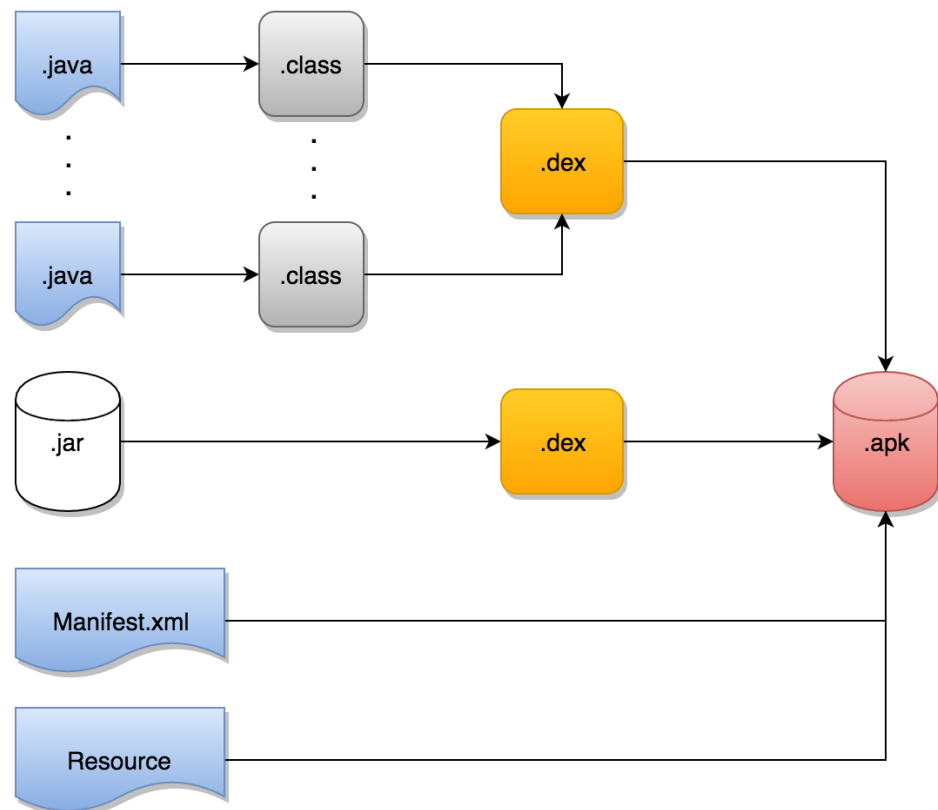 .java
.class
.dex
.java
.class
.jar
.dex
.apk
Manifest.xml
Resource